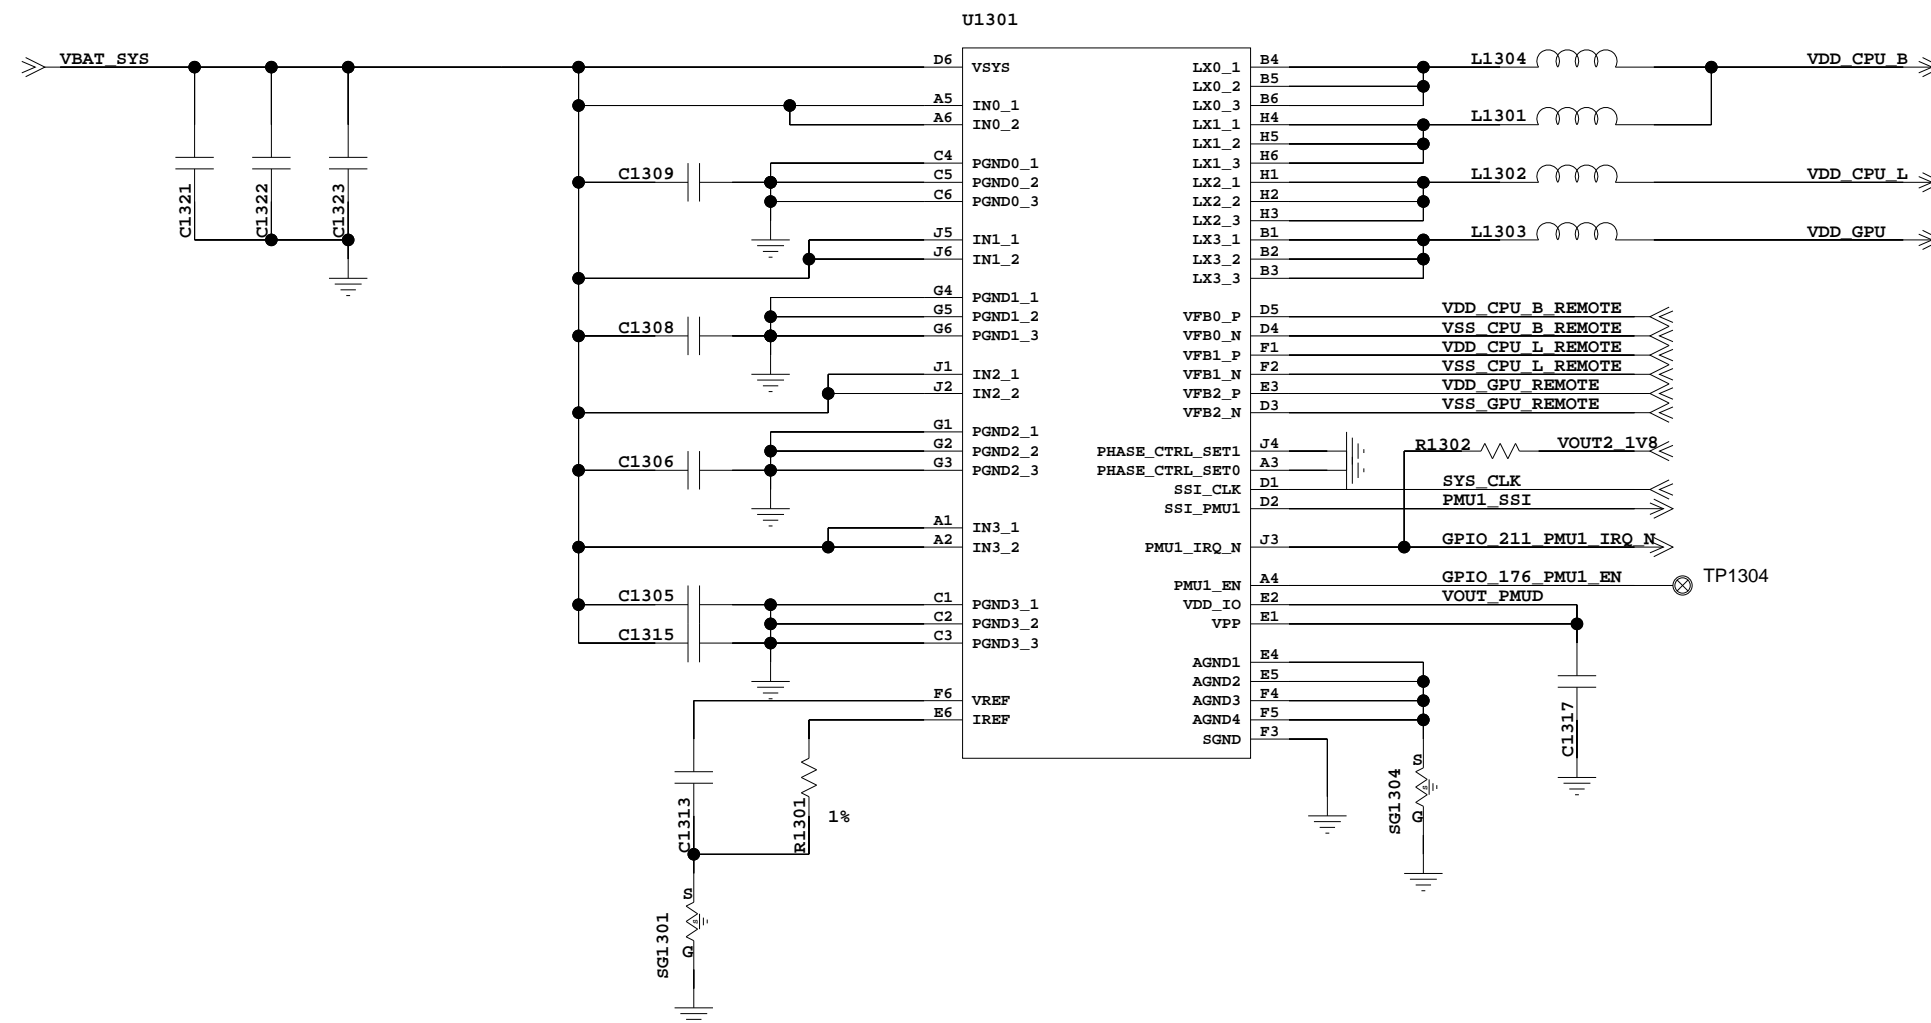 U1301
VBAT_SYS
D6 VSYS
A5 IN0_1
A6 IN0_2
C4 PGND0_1
C1309 C5 PGND0_2
C6 PGND0_3
J5 IN1_1
J6 IN1_2
G4 PGND1_1
G5 PGND1_2
C1308 G6 PGND1_3
J1 IN2_1
J2 IN2_2
G1 PGND2_1
G2 PGND2_2
C1306 G3 PGND2_3
A1 IN3_1
A2 IN3_2
C1305 C1 PGND3_1
C2 PGND3_2
C1315 C3 PGND3_3
F6 VREF
E6 IREF
C1321
C1322
C1323
C1313
R1301
1%
S
SG1301
G
LX0_1 B4 L1304 VDD_CPU_B
LX0_2 B5
LX0_3 B6
LX1_1 H4 L1301
LX1_2 H5
LX1_3 H6
LX2_1 H1 L1302 VDD_CPU_L
LX2_2 H2
LX2_3 H3
LX3_1 B1 L1303 VDD_GPU
LX3_2 B2
LX3_3 B3
VFB0_P D5 VDD_CPU_B_REMOTE
VFB0_N D4 VSS_CPU_B_REMOTE
VFB1_P F1 VDD_CPU_L_REMOTE
VFB1_N F2 VSS_CPU_L_REMOTE
VFB2_P E3 VDD_GPU_REMOTE
VFB2_N D3 VSS_GPU_REMOTE
PHASE_CTRL_SET1 J4 R1302 VOUT2_1V8
PHASE_CTRL_SET0 A3
SSI_CLK D1 SYS_CLK
SSI_PMU1 D2 PMU1_SSI
PMU1_IRQ_N J3 GPIO_211_PMU1_IRQ_N
PMU1_EN A4 GPIO_176_PMU1_EN TP1304
VDD_IO E2 VOUT_PMUD
VPP E1
AGND1 E4
AGND2 E5
AGND3 F4
AGND4 F5
SGND F3
C1317
S
SG1304
G